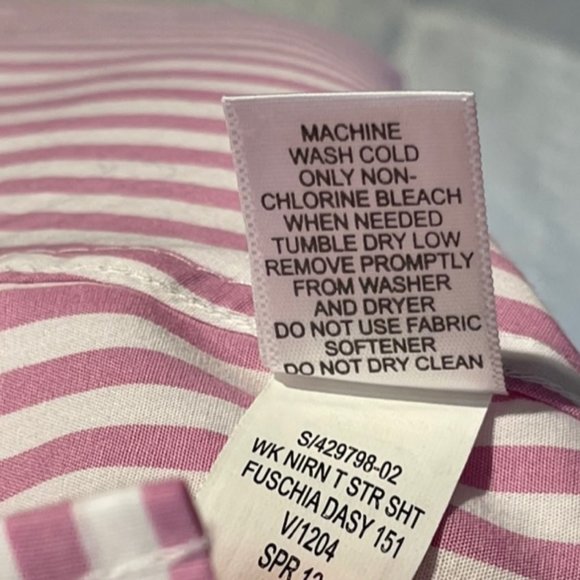 MACHINE
WASH COLD
ONLY NON-
CHLORINE BLEACH
WHEN NEEDED
TUMBLE DRY LOW
REMOVE PROMPTLY
FROM WASHER
AND DRYER
DO NOT USE FABRIC
SOFTENER
DO NOT DRY CLEAN
S/429798-02
WK NIRN T STR SHT
FUSCHIA DASY 151
V/1204
SPR